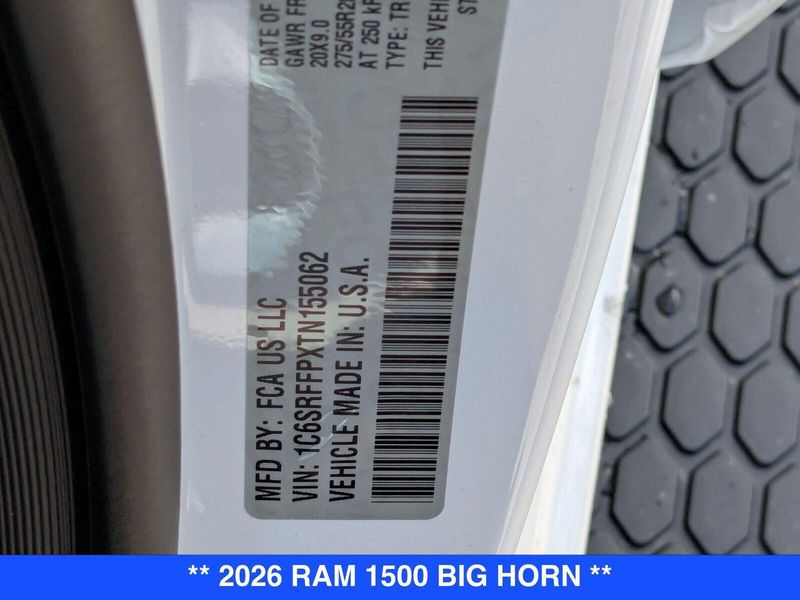 DATE OF
GAWR FR
20X9.0
275/55R2
AT 250 kP
TYPE: TR
THIS VEHIC
ST
MFD BY: FCA US LLC
VIN: 1C6SRFFPXTN155062
VEHICLE MADE IN: U.S.A.
** 2026 RAM 1500 BIG HORN **